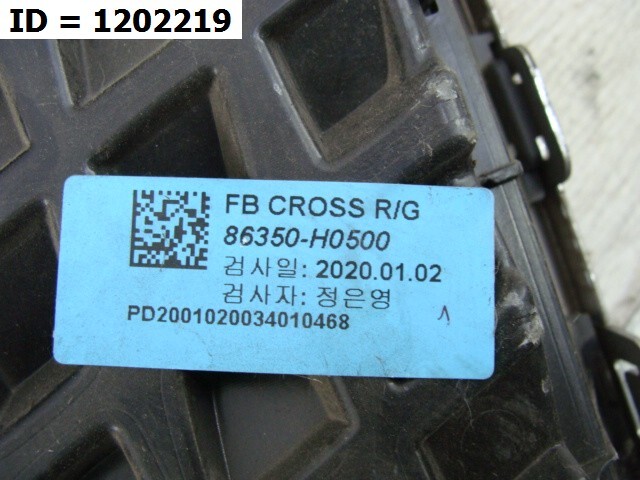 ID = 1202219
FB CROSS R/G
86350-H0500
검사일: 2020.01.02
검사자: 정은영
PD2001020034010468